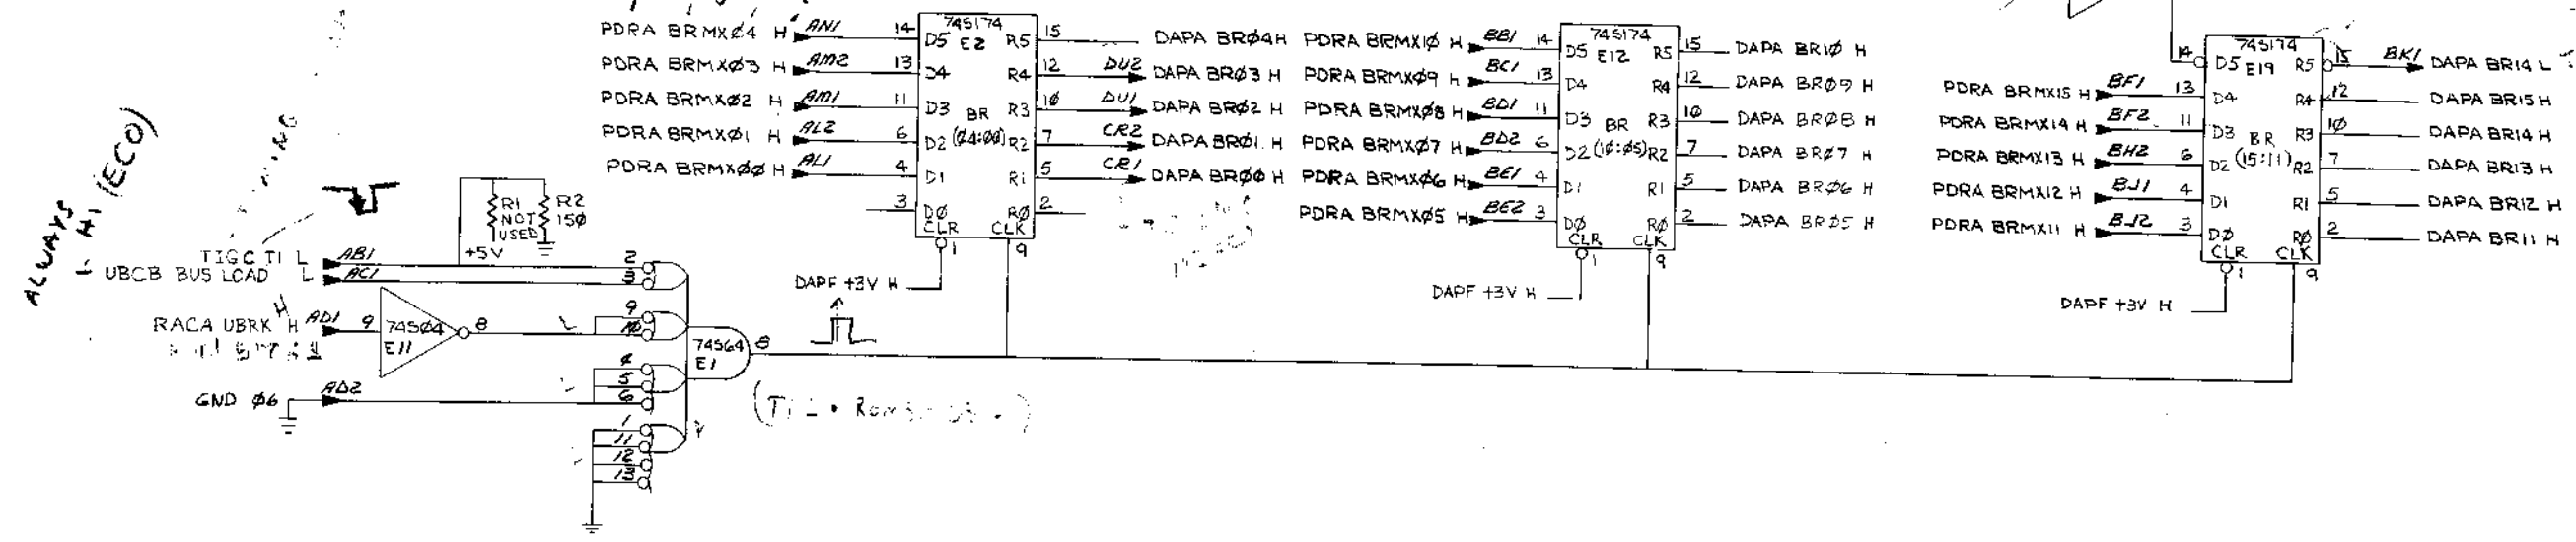 PDRA BRMXØ4 H AN1 14 D5 74S174 E2 R5 15 DAPA BRØ4 H
PDRA BRMXØ3 H AM2 13 D4 R4 12 DU2 DAPA BRØ3 H
PDRA BRMXØ2 H AM1 11 D3 BR R3 1Ø DU1 DAPA BRØ2 H
PDRA BRMXØ1 H AL2 6 D2 (Ø4:ØØ) R2 7 CR2 DAPA BRØ1 H
PDRA BRMXØØ H AL1 4 D1 R1 5 CR1 DAPA BRØØ H
3 DØ RØ 2
CLR CLK
1 9
DAPF +3V H
PDRA BRMX1Ø H BB1 14 D5 74S174 E12 R5 15 DAPA BR1Ø H
PDRA BRMXØ9 H BC1 13 D4 R4 12 DAPA BRØ9 H
PDRA BRMXØ8 H BD1 11 D3 BR R3 1Ø DAPA BRØ8 H
PDRA BRMXØ7 H BD2 6 D2 (1Ø:Ø5) R2 7 DAPA BRØ7 H
PDRA BRMXØ6 H BE1 4 D1 R1 5 DAPA BRØ6 H
PDRA BRMXØ5 H BE2 3 DØ RØ 2 DAPA BRØ5 H
CLR CLK
1 9
DAPF +3V H
14 D5 74S174 E19 R5 15 BK1 DAPA BR14 L
PDRA BRMX15 H BF1 13 D4 R4 12 DAPA BR15 H
PDRA BRMX14 H BF2 11 D3 BR R3 1Ø DAPA BR14 H
PDRA BRMX13 H BH2 6 D2 (15:11) R2 7 DAPA BR13 H
PDRA BRMX12 H BJ1 4 D1 R1 5 DAPA BR12 H
PDRA BRMX11 H BJ2 3 DØ RØ 2 DAPA BR11 H
CLR CLK
1 9
DAPF +3V H
ALWAYS
HI (ECO)
R1 NOT USED
R2 15Ø
+5V
TIGC T1 L AB1 2
UBCB BUS LOAD L AC1 3
H
RACA UBRK H AD1 9 74SØ4 E11 8 L 9 1Ø
4 5
GND Ø6 AD2 6
74S64 E1 8
1
11
12
13